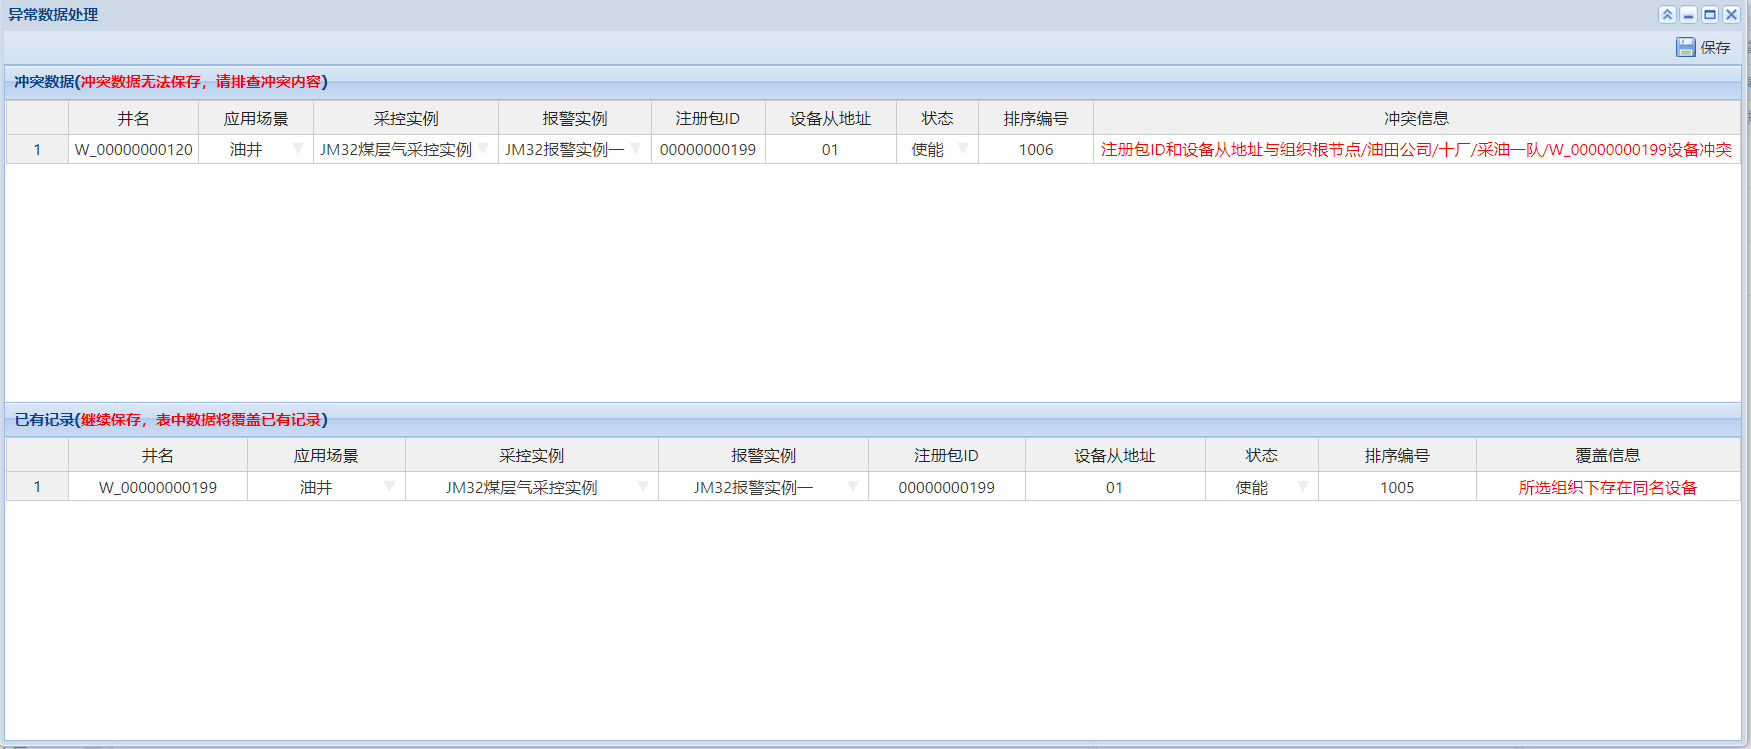 异常数据处理
保存
冲突数据(冲突数据无法保存，请排查冲突内容)
井名 应用场景 采控实例 报警实例 注册包ID 设备从地址 状态 排序编号 冲突信息
1 W_00000000120 油井 JM32煤层气采控实例 JM32报警实例一 00000000199 01 使能 1006 注册包ID和设备从地址与组织根节点/油田公司/十厂/采油一队/W_00000000199设备冲突
已有记录(继续保存，表中数据将覆盖已有记录)
井名 应用场景 采控实例 报警实例 注册包ID 设备从地址 状态 排序编号 覆盖信息
1 W_00000000199 油井 JM32煤层气采控实例 JM32报警实例一 00000000199 01 使能 1005 所选组织下存在同名设备